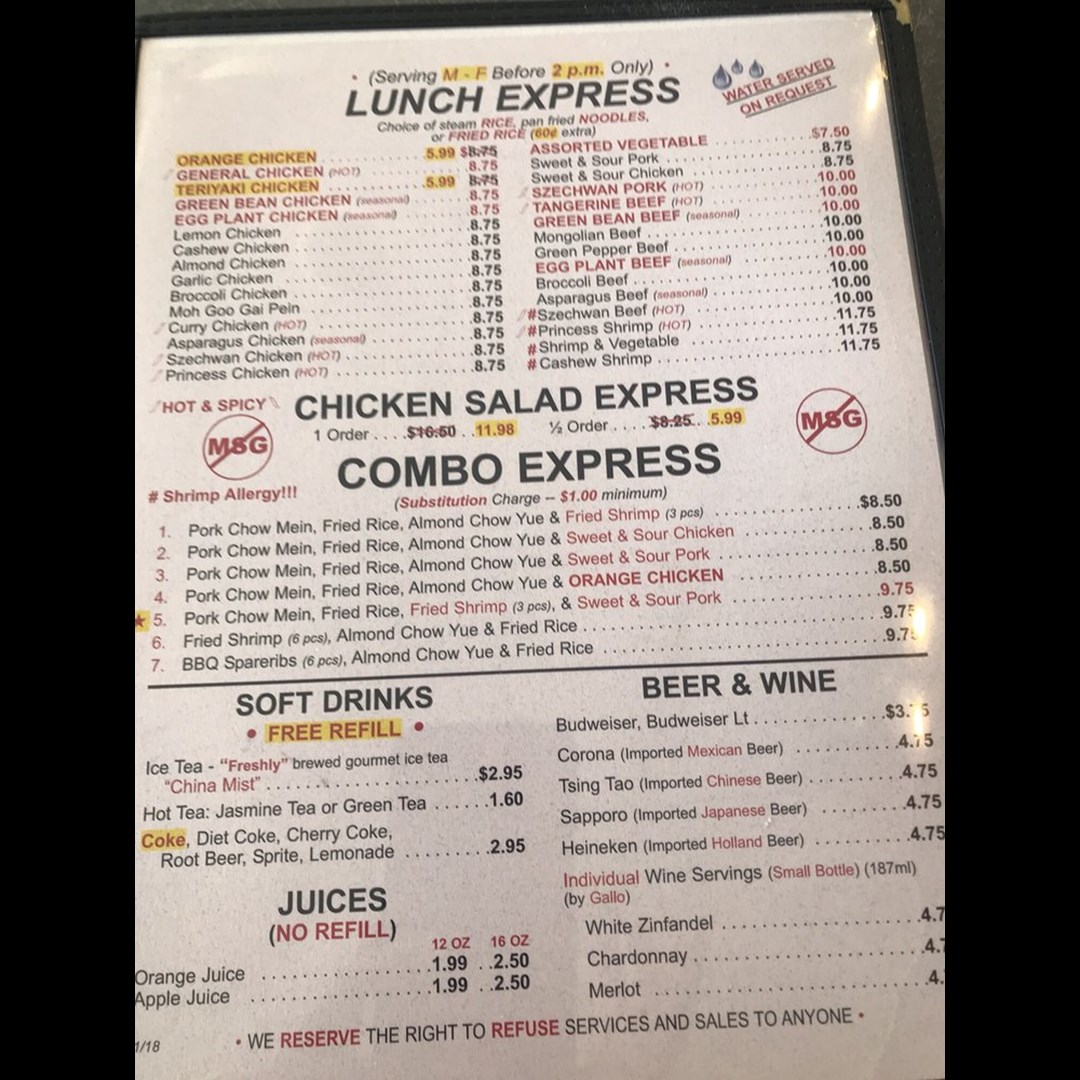 • (Serving M - F Before 2 p.m. Only) •
LUNCH EXPRESS
WATER SERVED
ON REQUEST
Choice of steam RICE, pan fried NOODLES,
or FRIED RICE (60¢ extra)
ORANGE CHICKEN 5.99 $8.75
GENERAL CHICKEN (HOT) 8.75
TERIYAKI CHICKEN 5.99 8.75
GREEN BEAN CHICKEN (seasonal) 8.75
EGG PLANT CHICKEN (seasonal) 8.75
Lemon Chicken 8.75
Cashew Chicken 8.75
Almond Chicken 8.75
Garlic Chicken 8.75
Broccoli Chicken 8.75
Moh Goo Gai Pein 8.75
Curry Chicken (HOT) 8.75
Asparagus Chicken (seasonal) 8.75
Szechwan Chicken (HOT) 8.75
Princess Chicken (HOT) 8.75
ASSORTED VEGETABLE $7.50
Sweet & Sour Pork 8.75
Sweet & Sour Chicken 8.75
SZECHWAN PORK (HOT) 10.00
TANGERINE BEEF (HOT) 10.00
GREEN BEAN BEEF (seasonal) 10.00
Mongolian Beef 10.00
Green Pepper Beef 10.00
EGG PLANT BEEF (seasonal) 10.00
Broccoli Beef 10.00
Asparagus Beef (seasonal) 10.00
#Szechwan Beef (HOT) 10.00
#Princess Shrimp (HOT) 11.75
# Shrimp & Vegetable 11.75
# Cashew Shrimp 11.75
HOT & SPICY
MSG
# Shrimp Allergy!!!
CHICKEN SALAD EXPRESS
1 Order $16.50 11.98 ½ Order $8.25 5.99
MSG
COMBO EXPRESS
(Substitution Charge -- $1.00 minimum)
1. Pork Chow Mein, Fried Rice, Almond Chow Yue & Fried Shrimp (3 pcs) $8.50
2. Pork Chow Mein, Fried Rice, Almond Chow Yue & Sweet & Sour Chicken 8.50
3. Pork Chow Mein, Fried Rice, Almond Chow Yue & Sweet & Sour Pork 8.50
4. Pork Chow Mein, Fried Rice, Almond Chow Yue & ORANGE CHICKEN 8.50
★ 5. Pork Chow Mein, Fried Rice, Fried Shrimp (3 pcs), & Sweet & Sour Pork 9.75
6. Fried Shrimp (6 pcs), Almond Chow Yue & Fried Rice 9.75
7. BBQ Spareribs (6 pcs), Almond Chow Yue & Fried Rice
SOFT DRINKS
• FREE REFILL •
Ice Tea - "Freshly" brewed gourmet ice tea
"China Mist" $2.95
Hot Tea: Jasmine Tea or Green Tea 1.60
Coke, Diet Coke, Cherry Coke,
Root Beer, Sprite, Lemonade 2.95
JUICES
(NO REFILL)
12 OZ 16 OZ
Orange Juice 1.99 2.50
Apple Juice 1.99 2.50
BEER & WINE
Budweiser, Budweiser Lt
Corona (Imported Mexican Beer) 4.75
Tsing Tao (Imported Chinese Beer) 4.75
Sapporo (Imported Japanese Beer) 4.75
Heineken (Imported Holland Beer) 4.75
Individual Wine Servings (Small Bottle) (187ml)
(by Gallo)
White Zinfandel
Chardonnay
Merlot
• WE RESERVE THE RIGHT TO REFUSE SERVICES AND SALES TO ANYONE •
1/18